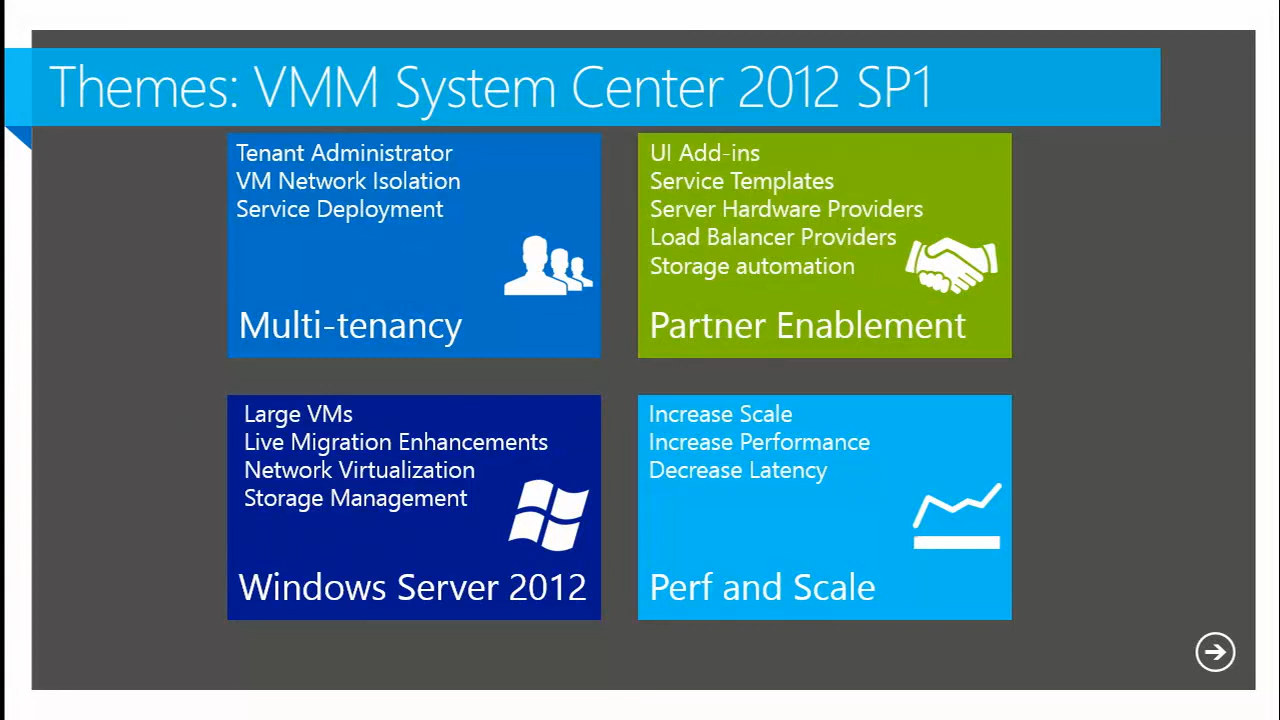 Themes: VMM System Center 2012 SP1
Tenant Administrator
VM Network Isolation
Service Deployment
Multi-tenancy
UI Add-ins
Service Templates
Server Hardware Providers
Load Balancer Providers
Storage automation
Partner Enablement
Large VMs
Live Migration Enhancements
Network Virtualization
Storage Management
Windows Server 2012
Increase Scale
Increase Performance
Decrease Latency
Perf and Scale